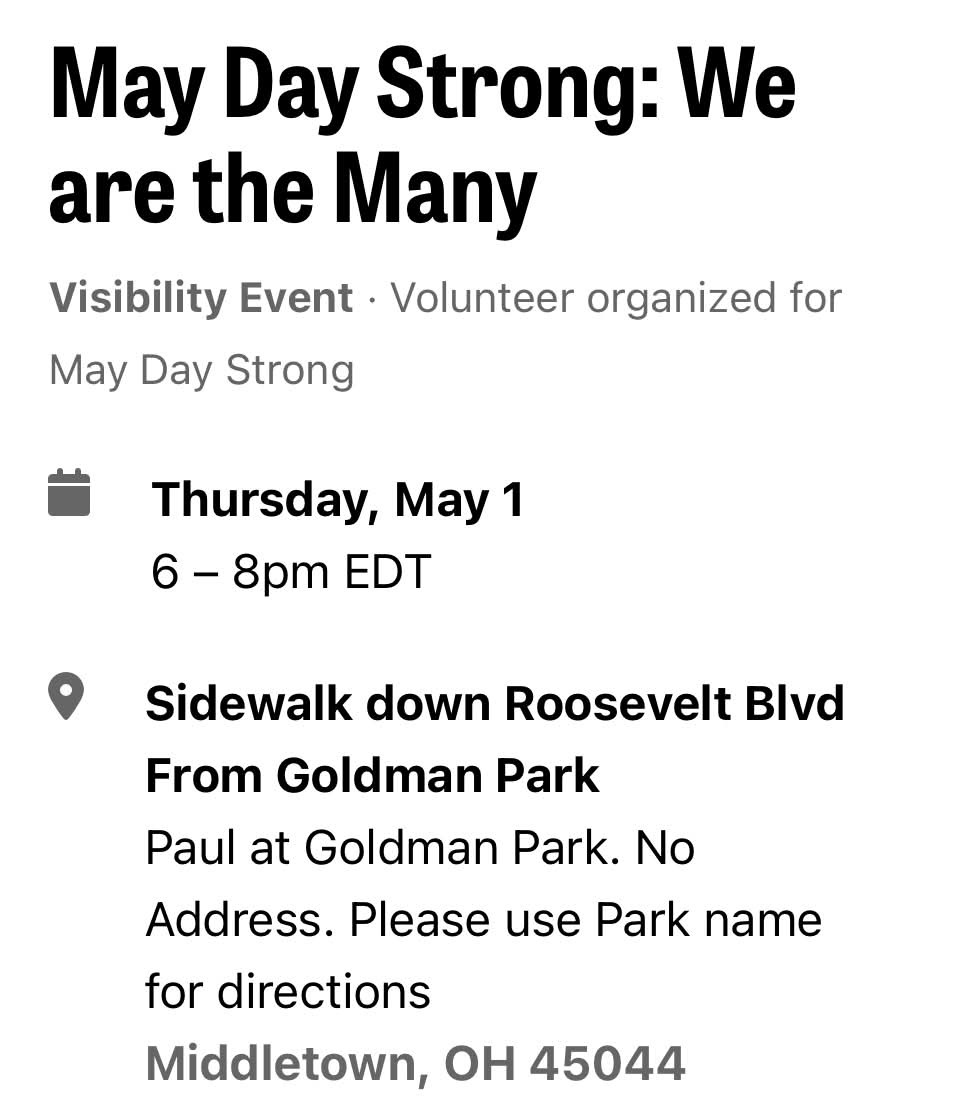 May Day Strong: We
are the Many
Visibility Event · Volunteer organized for
May Day Strong
Thursday, May 1
6 – 8pm EDT
Sidewalk down Roosevelt Blvd
From Goldman Park
Paul at Goldman Park. No
Address. Please use Park name
for directions
Middletown, OH 45044